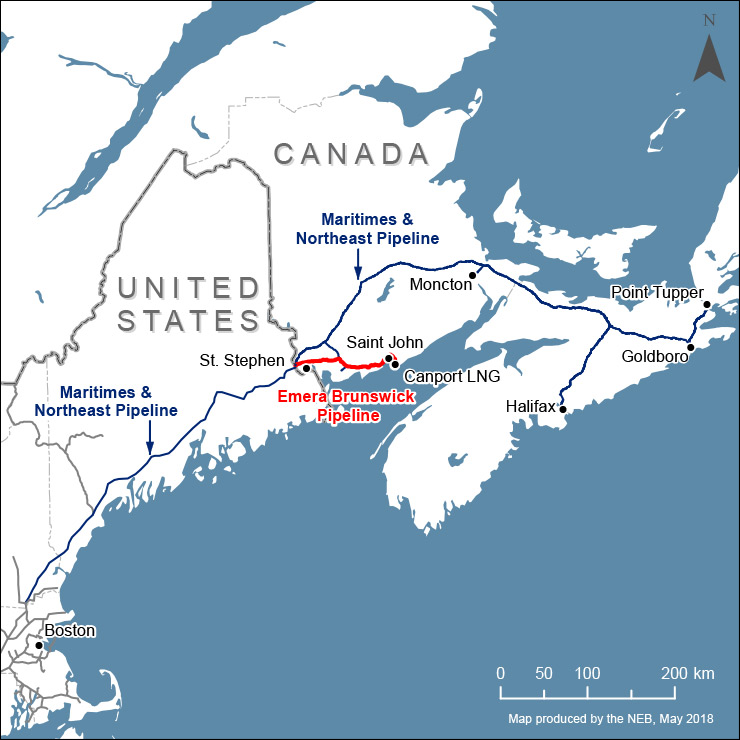 N
CANADA
Maritimes &
Northeast Pipeline
Moncton
UNITED
STATES
Point Tupper
Saint John
Goldboro
St. Stephen
Canport LNG
Emera Brunswick
Pipeline
Maritimes &
Northeast Pipeline
Halifax
Boston
0 50 100 200 km
Map produced by the NEB, May 2018